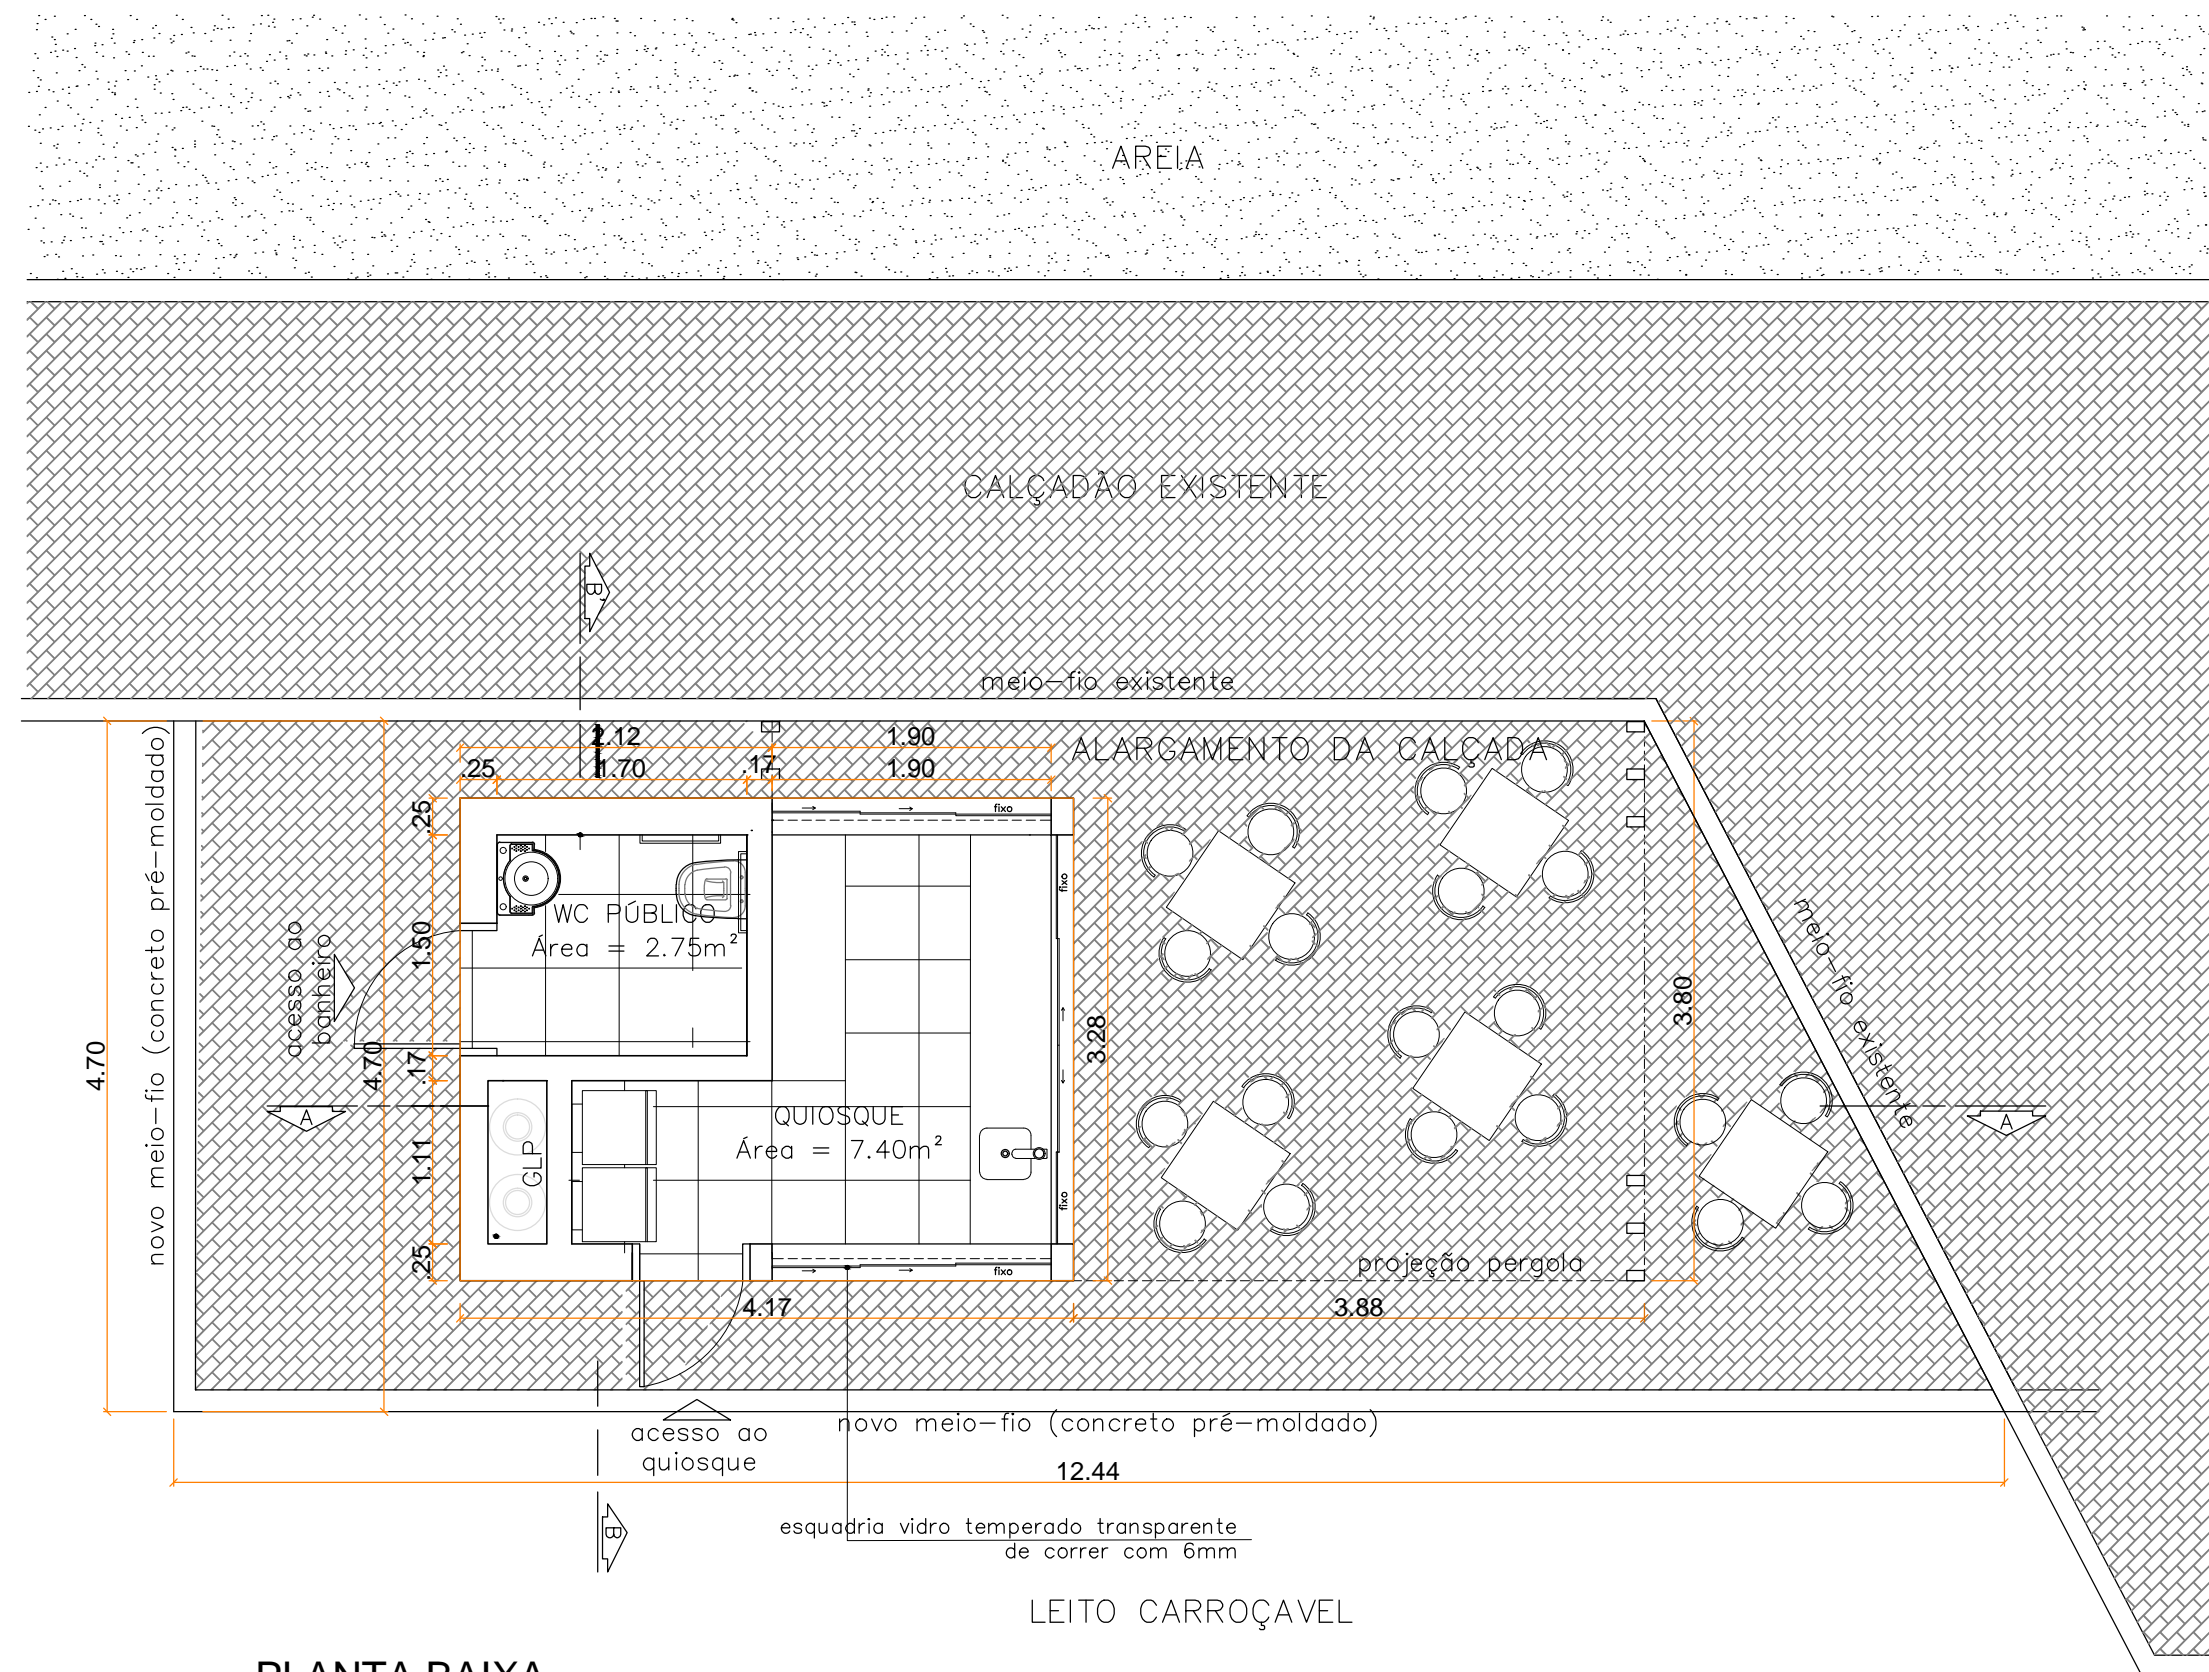 AREIA
CALÇADÃO EXISTENTE
B'
meio-fio existente
2.12
1.90
ALARGAMENTO DA CALÇADA
.25
1.70
.17
1.90
novo meio-fio (concreto pré-moldado)
.25
fixo
fixo
WC PÚBLICO
Área = 2.75m²
1.50
acesso ao
banheiro
meio-fio existente
3.80
3.28
4.70
4.70
.17
A
QUIOSQUE
Área = 7.40m²
A
1.11
GLP
fixo
.25
fixo
projeção pergola
4.17
3.88
acesso ao
quiosque
novo meio-fio (concreto pré-moldado)
12.44
B
esquadria vidro temperado transparente
de correr com 6mm
LEITO CARROÇAVEL
PLANTA BAIXA